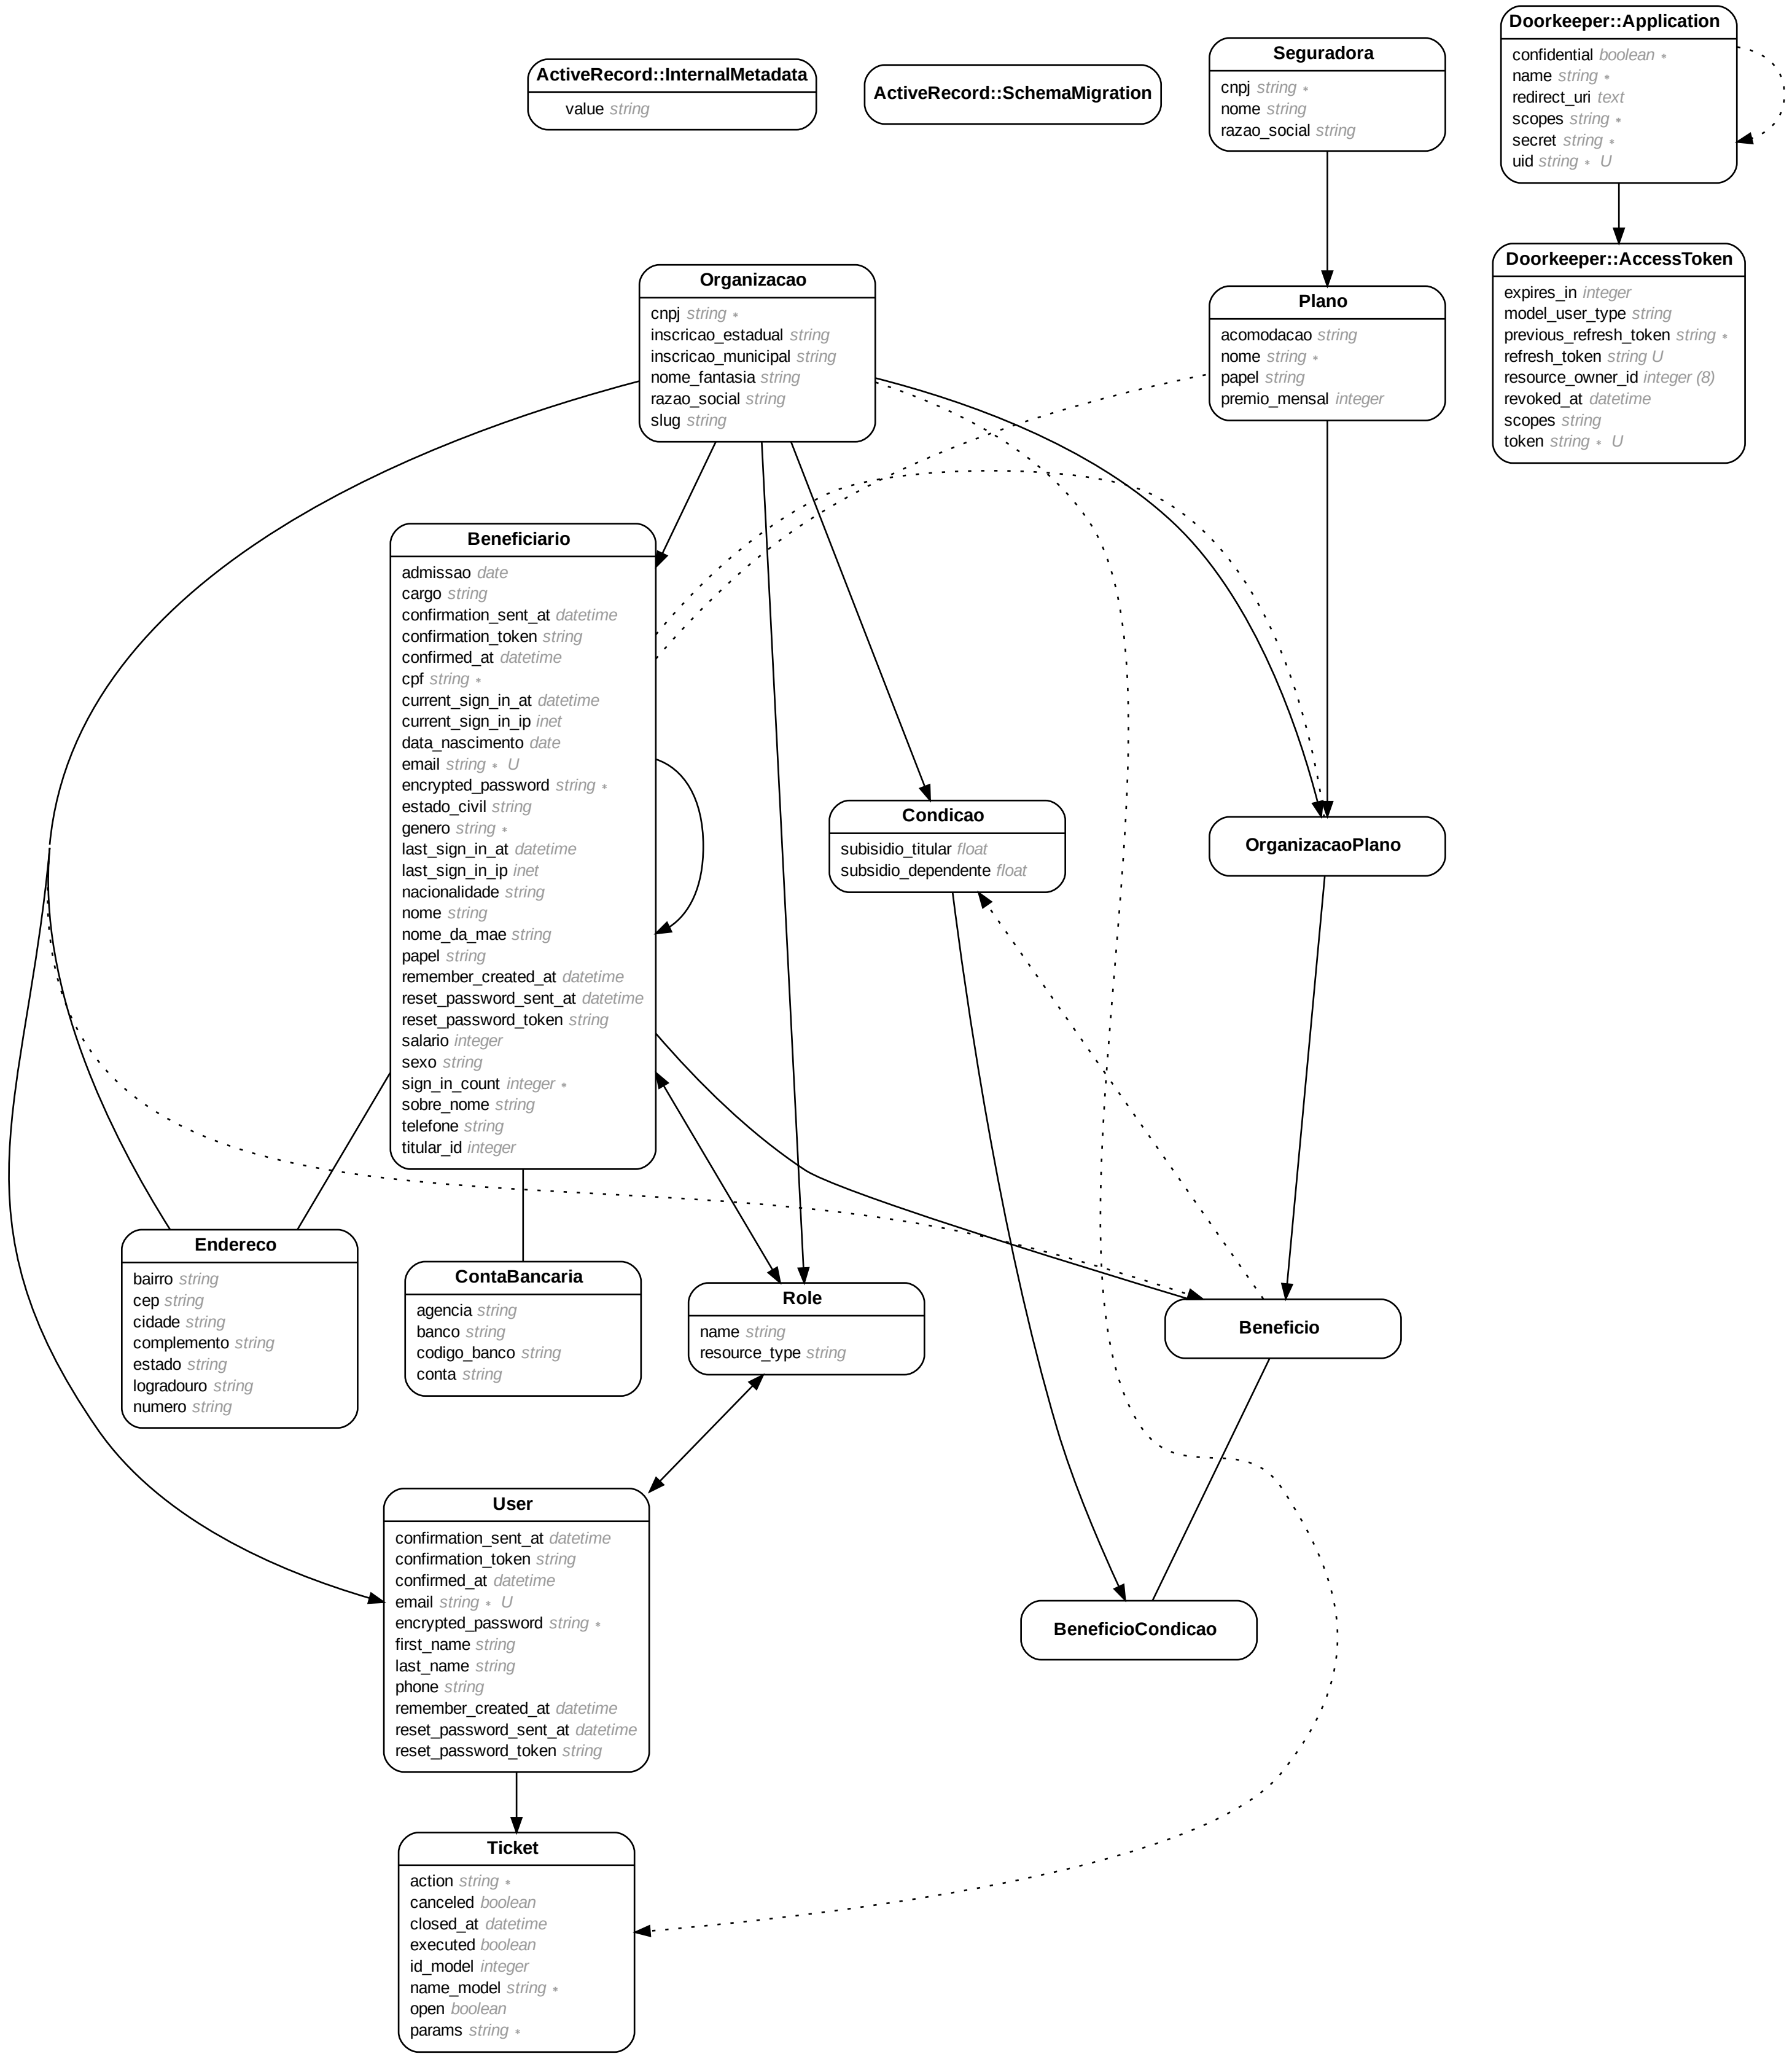 Doorkeeper::Application
confidential boolean *
name string *
redirect_uri text
scopes string *
secret string *
uid string * U
Seguradora
cnpj string *
nome string
razao_social string
ActiveRecord::InternalMetadata
value string
ActiveRecord::SchemaMigration
Doorkeeper::AccessToken
expires_in integer
model_user_type string
previous_refresh_token string *
refresh_token string U
resource_owner_id integer (8)
revoked_at datetime
scopes string
token string * U
Organizacao
cnpj string *
inscricao_estadual string
inscricao_municipal string
nome_fantasia string
razao_social string
slug string
Plano
acomodacao string
nome string *
papel string
premio_mensal integer
Beneficiario
admissao date
cargo string
confirmation_sent_at datetime
confirmation_token string
confirmed_at datetime
cpf string *
current_sign_in_at datetime
current_sign_in_ip inet
data_nascimento date
email string * U
encrypted_password string *
estado_civil string
genero string *
last_sign_in_at datetime
last_sign_in_ip inet
nacionalidade string
nome string
nome_da_mae string
papel string
remember_created_at datetime
reset_password_sent_at datetime
reset_password_token string
salario integer
sexo string
sign_in_count integer *
sobre_nome string
telefone string
titular_id integer
Condicao
subisidio_titular float
subsidio_dependente float
OrganizacaoPlano
Endereco
bairro string
cep string
cidade string
complemento string
estado string
logradouro string
numero string
ContaBancaria
agencia string
banco string
codigo_banco string
conta string
Role
name string
resource_type string
Beneficio
User
confirmation_sent_at datetime
confirmation_token string
confirmed_at datetime
email string * U
encrypted_password string *
first_name string
last_name string
phone string
remember_created_at datetime
reset_password_sent_at datetime
reset_password_token string
BeneficioCondicao
Ticket
action string *
canceled boolean
closed_at datetime
executed boolean
id_model integer
name_model string *
open boolean
params string *